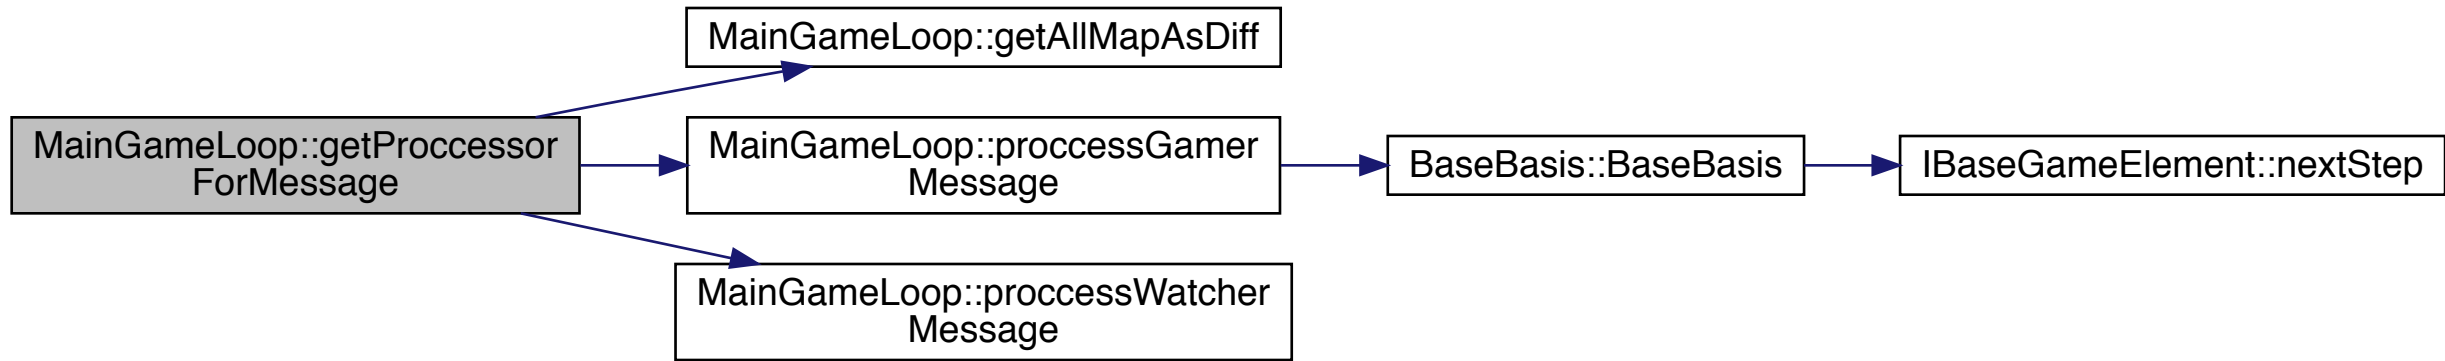 MainGameLoop::getAllMapAsDiff
MainGameLoop::getProccessor
ForMessage
MainGameLoop::proccessGamer
Message
BaseBasis::BaseBasis
IBaseGameElement::nextStep
MainGameLoop::proccessWatcher
Message